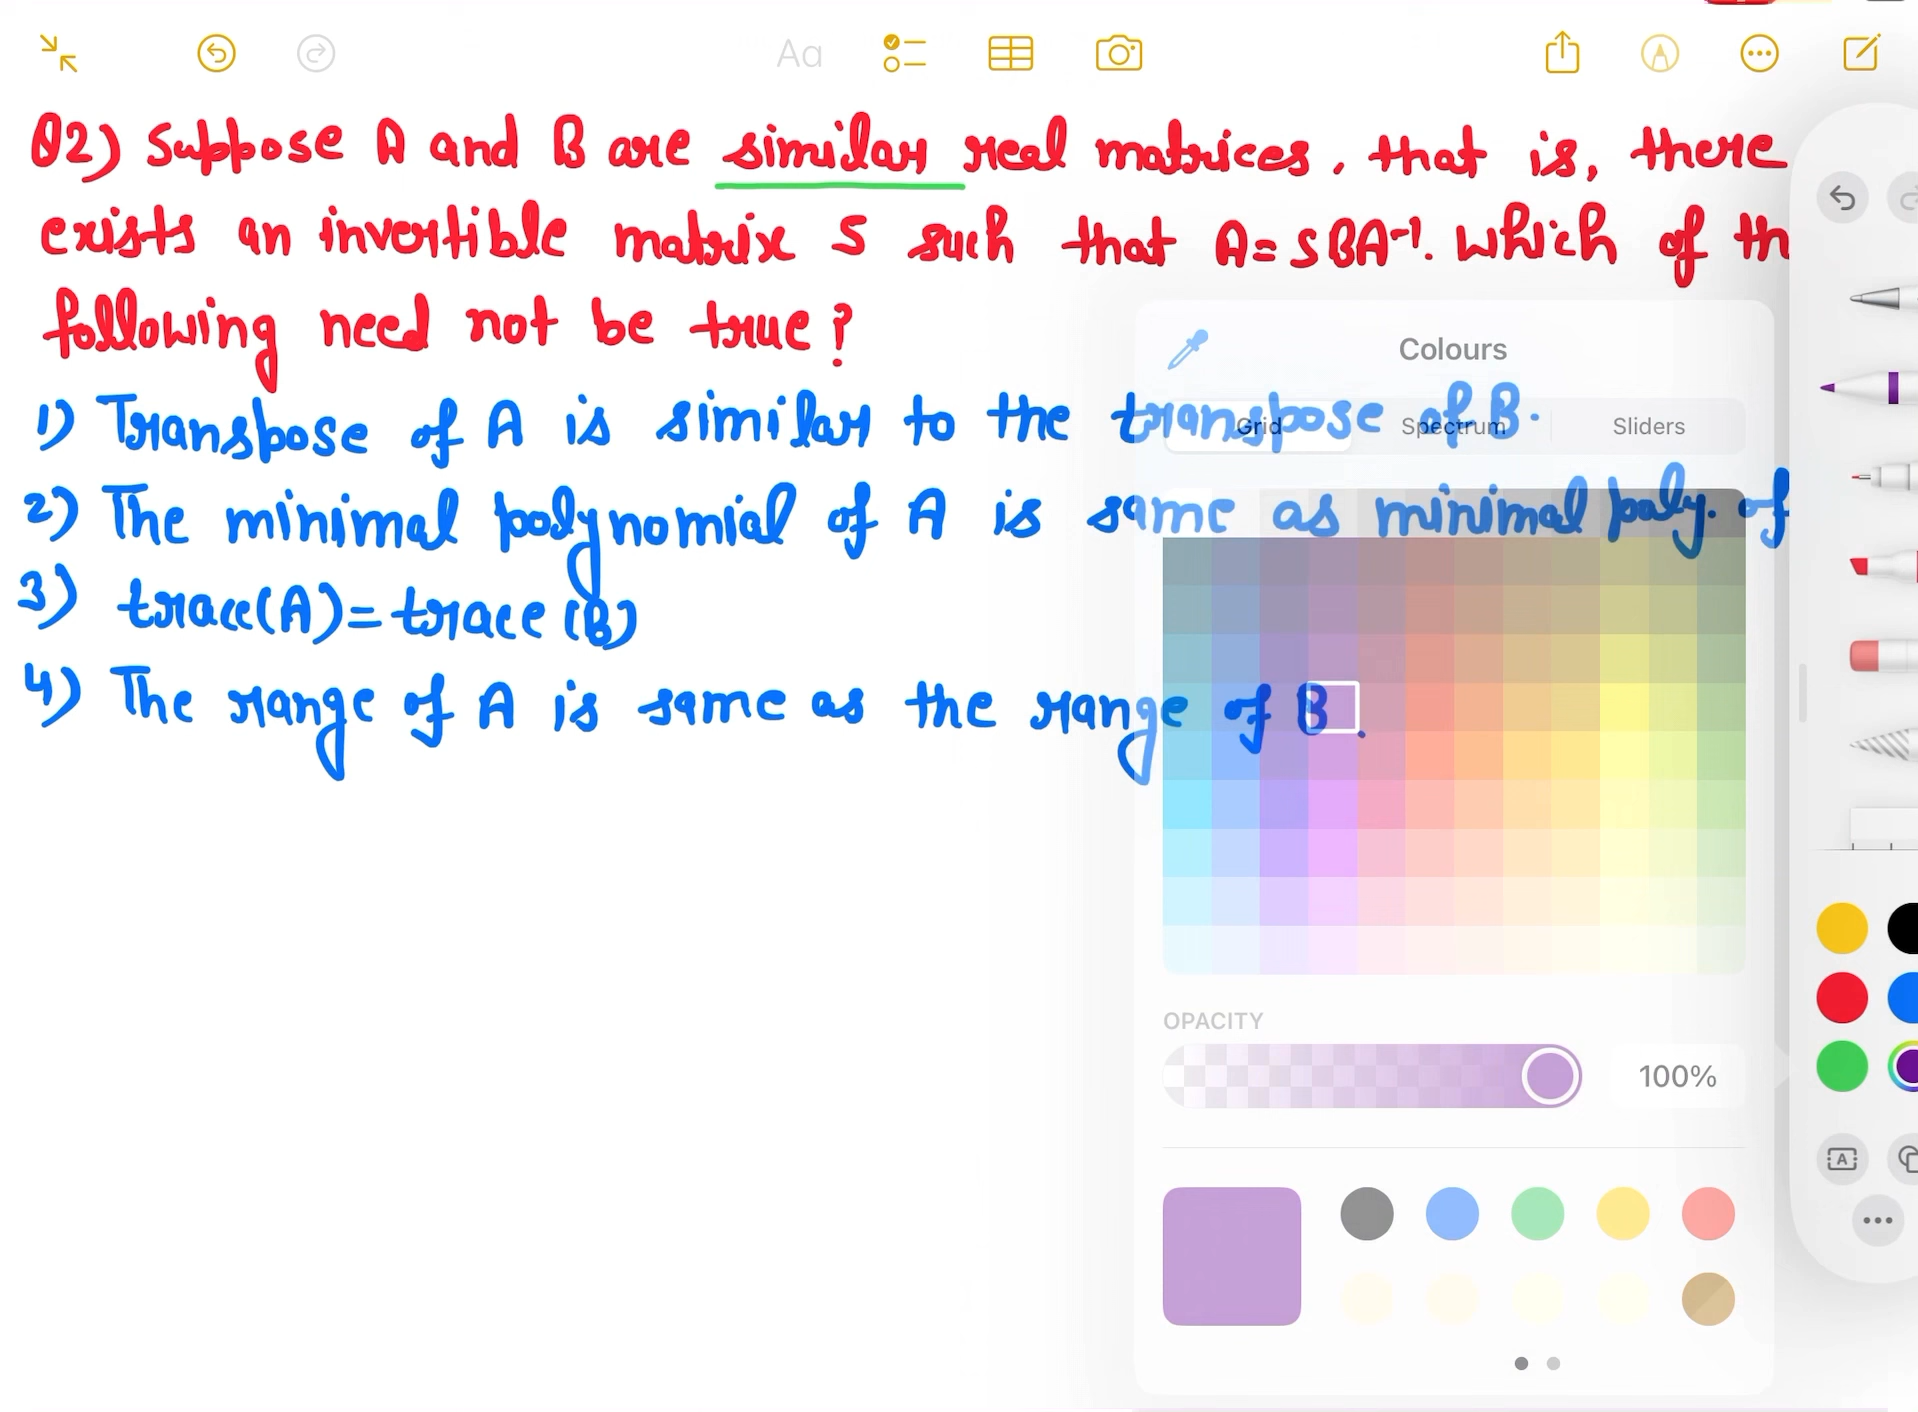 Aa
Q2) Suppose A and B are similar real matrices, that is, there
exists an invertible matrix S such that A = SBA⁻¹. Which of th
following need not be true?
Colours
1) Transpose of A is similar to the transpose of B.
Grid Spectrum Sliders
2) The minimal polynomial of A is same as minimal poly. of
3) trace(A) = trace(B)
4) The range of A is same as the range of B.
OPACITY
100%
A